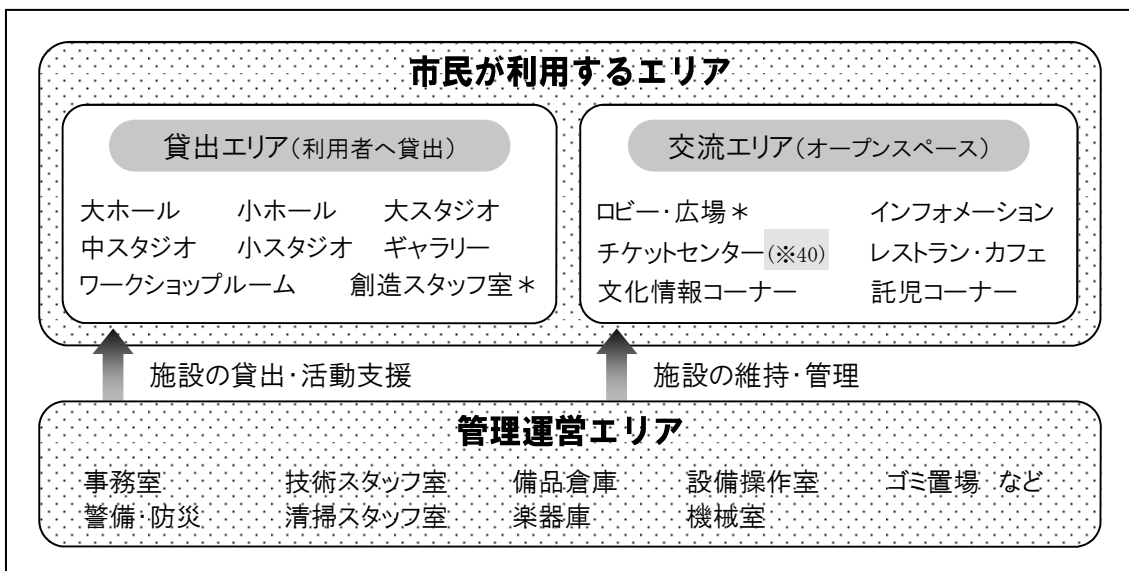 市民が利用するエリア
貸出エリア(利用者へ貸出)
大ホール 小ホール 大スタジオ
中スタジオ 小スタジオ ギャラリー
ワークショップルーム 創造スタッフ室＊
交流エリア(オープンスペース)
ロビー・広場＊ インフォメーション
チケットセンター(※40) レストラン・カフェ
文化情報コーナー 託児コーナー
施設の貸出・活動支援
施設の維持・管理
管理運営エリア
事務室 技術スタッフ室 備品倉庫 設備操作室 ゴミ置場 など
警備・防災 清掃スタッフ室 楽器庫 機械室